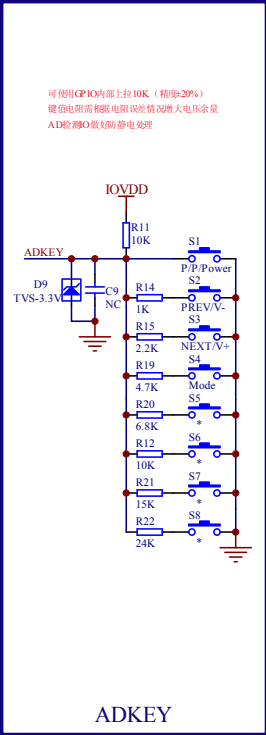 可使用GPIO内部上拉10K（精度±20%）
键值电阻需根据电阻误差情况增大电压余量
AD检测IO做好防静电处理
IOVDD
R11
10K
ADKEY
S1
P/P/Power
D9
TVS-3.3V
C9
NC
R14
1K
S2
PREV/V-
R15
2.2K
S3
NEXT/V+
R19
4.7K
S4
Mode
R20
6.8K
S5
*
R12
10K
S6
*
R21
15K
S7
*
R22
24K
S8
*
ADKEY